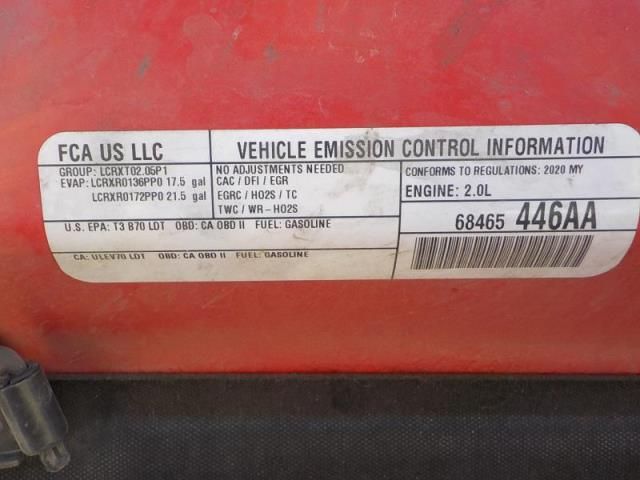 FCA US LLC
VEHICLE EMISSION CONTROL INFORMATION
GROUP: LCRXT02.05P1
EVAP: LCRXR0136PP0 17.5 gal
LCRXR0172PP0 21.5 gal
NO ADJUSTMENTS NEEDED
CAC / DFI / EGR
EGRC / HO2S / TC
TWC / WR-HO2S
CONFORMS TO REGULATIONS: 2020 MY
ENGINE: 2.0L
U.S. EPA: T3 B70 LDT OBD: CA OBD II FUEL: GASOLINE
CA: ULEV70 LDT OBD: CA OBD II FUEL: GASOLINE
68465 446AA